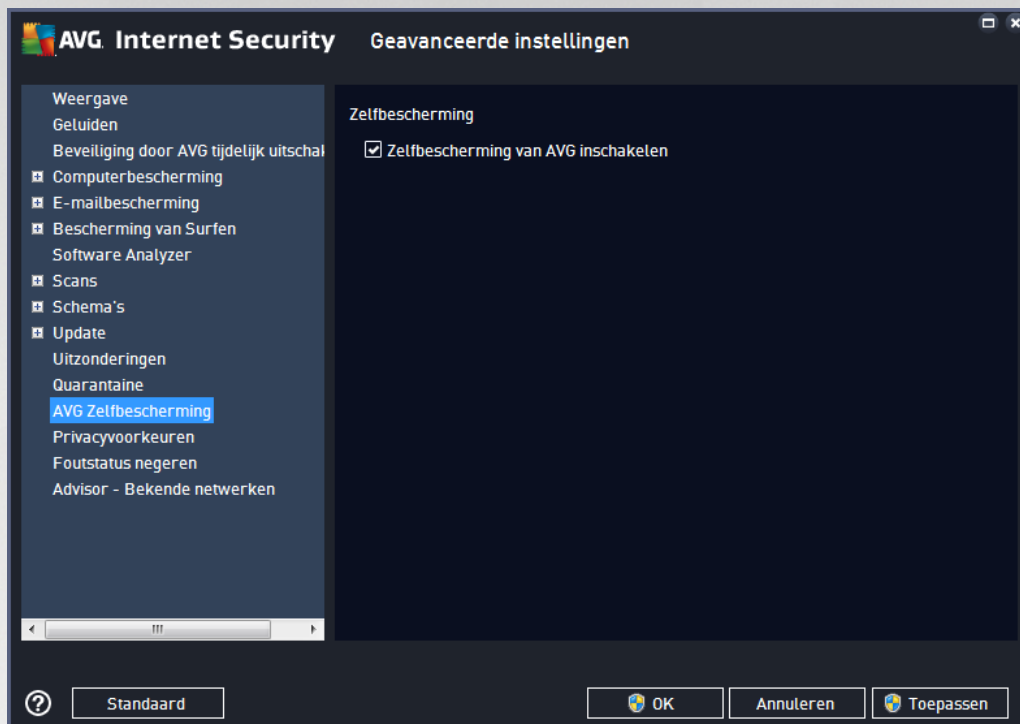 AVG. Internet Security Geavanceerde instellingen
Weergave
Geluiden
Beveiliging door AVG tijdelijk uitschak
Computerbescherming
E-mailbescherming
Bescherming van Surfen
Software Analyzer
Scans
Schema's
Update
Uitzonderingen
Quarantaine
AVG Zelfbescherming
Privacyvoorkeuren
Foutstatus negeren
Advisor - Bekende netwerken
Zelfbescherming
Zelfbescherming van AVG inschakelen
Standaard
OK
Annuleren
Toepassen